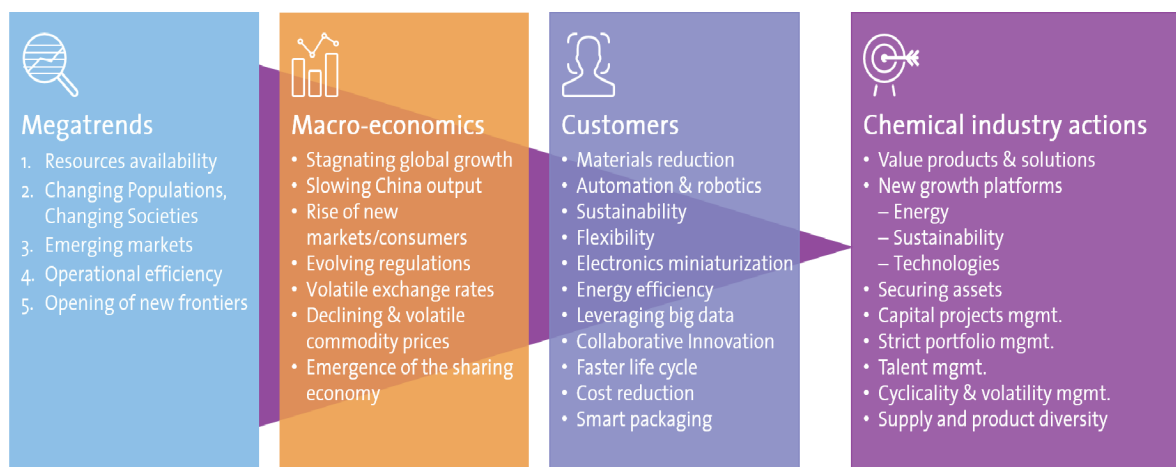 Megatrends
1. Resources availability
2. Changing Populations,
Changing Societies
3. Emerging markets
4. Operational efficiency
5. Opening of new frontiers
Macro-economics
• Stagnating global growth
• Slowing China output
• Rise of new
markets/consumers
• Evolving regulations
• Volatile exchange rates
• Declining & volatile
commodity prices
• Emergence of the sharing
economy
Customers
• Materials reduction
• Automation & robotics
• Sustainability
• Flexibility
• Electronics miniaturization
• Energy efficiency
• Leveraging big data
• Collaborative Innovation
• Faster life cycle
• Cost reduction
• Smart packaging
Chemical industry actions
• Value products & solutions
• New growth platforms
– Energy
– Sustainability
– Technologies
• Securing assets
• Capital projects mgmt.
• Strict portfolio mgmt.
• Talent mgmt.
• Cyclicality & volatility mgmt.
• Supply and product diversity